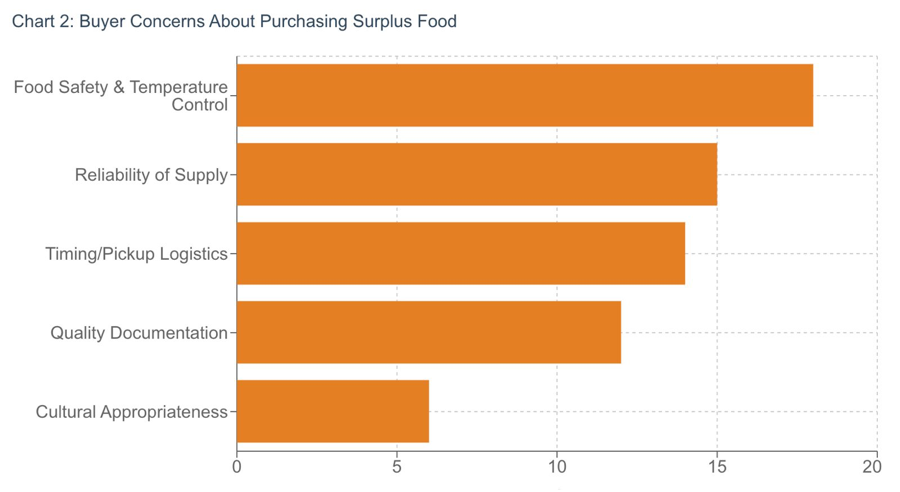 Chart 2: Buyer Concerns About Purchasing Surplus Food
Food Safety & Temperature
Control
Reliability of Supply
Timing/Pickup Logistics
Quality Documentation
Cultural Appropriateness
0 5 10 15 20